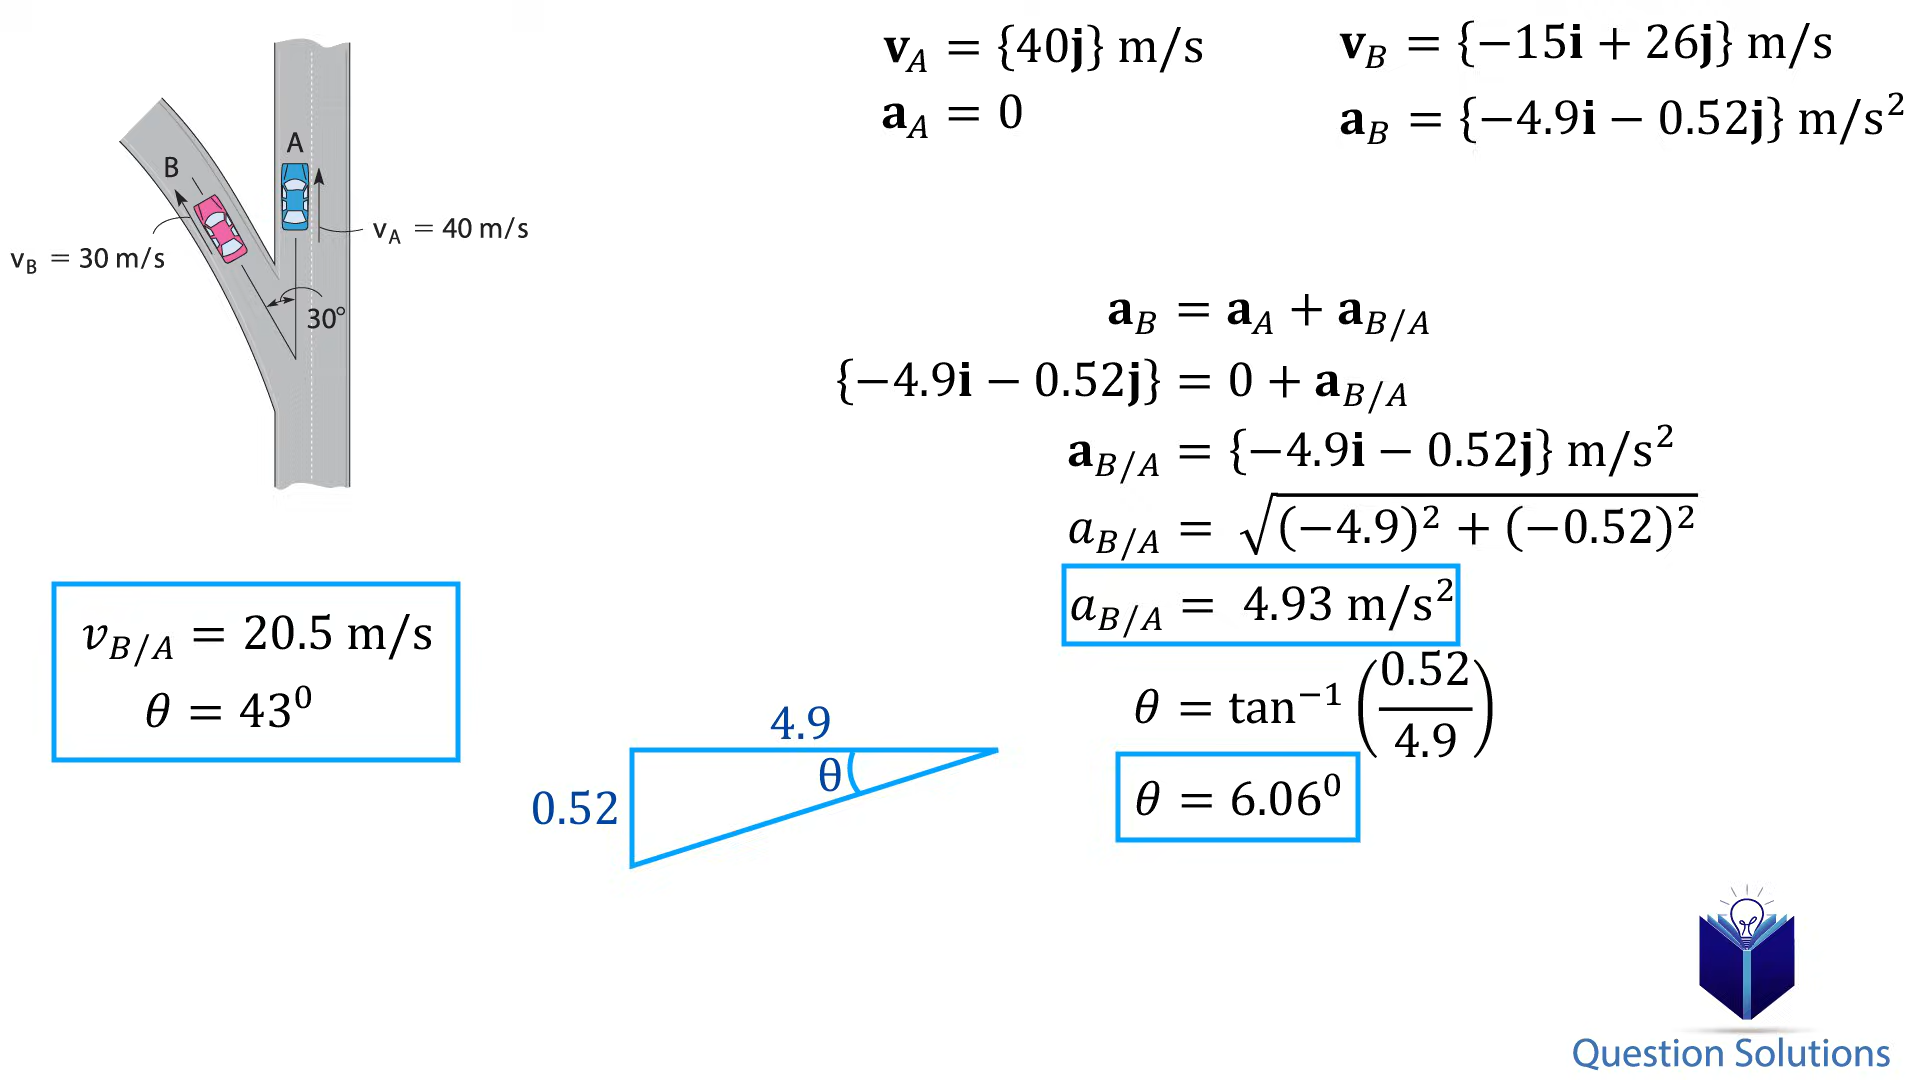 𝐯_A = {40𝐣} m/s
𝐚_A = 0
𝐯_B = {−15𝐢 + 26𝐣} m/s
𝐚_B = {−4.9𝐢 − 0.52𝐣} m/s²
A
B
v_A = 40 m/s
v_B = 30 m/s
30°
𝐚_B = 𝐚_A + 𝐚_B/A
{−4.9𝐢 − 0.52𝐣} = 0 + 𝐚_B/A
𝐚_B/A = {−4.9𝐢 − 0.52𝐣} m/s²
a_B/A = √((−4.9)² + (−0.52)²)
a_B/A = 4.93 m/s²
θ = tan⁻¹(0.52/4.9)
θ = 6.06⁰
v_B/A = 20.5 m/s
θ = 43⁰
4.9
θ
0.52
Question Solutions